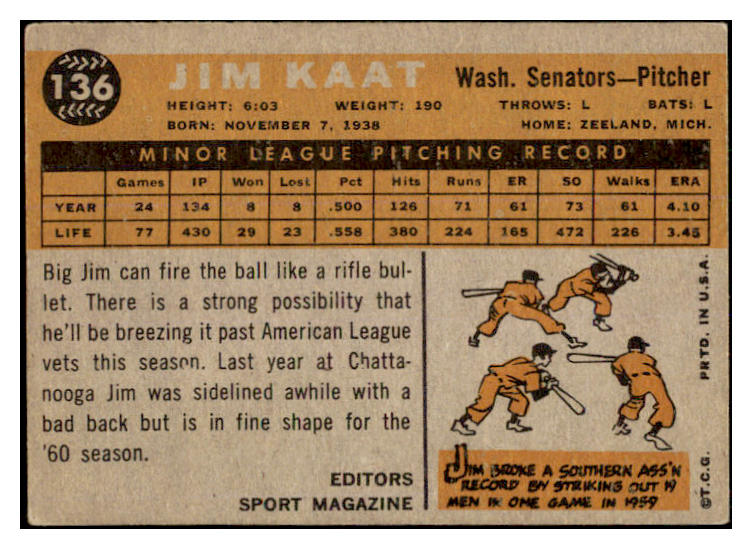 136
JIM KAAT
Wash. Senators—Pitcher
HEIGHT: 6:03 WEIGHT: 190 THROWS: L BATS: L
BORN: NOVEMBER 7, 1938 HOME: ZEELAND, MICH.
MINOR LEAGUE PITCHING RECORD
Games IP Won Lost Pct Hits Runs ER SO Walks ERA
YEAR 24 134 8 8 .500 126 71 61 73 61 4.10
LIFE 77 430 29 23 .558 380 224 165 472 226 3.45
Big Jim can fire the ball like a rifle bul-
let. There is a strong possibility that
he'll be breezing it past American League
vets this season. Last year at Chatta-
nooga Jim was sidelined awhile with a
bad back but is in fine shape for the
'60 season.
EDITORS
SPORT MAGAZINE
JIM BROKE A SOUTHERN ASS'N
RECORD BY STRIKING OUT 19
MEN IN ONE GAME IN 1959
©T.C.G. PRTD. IN U.S.A.